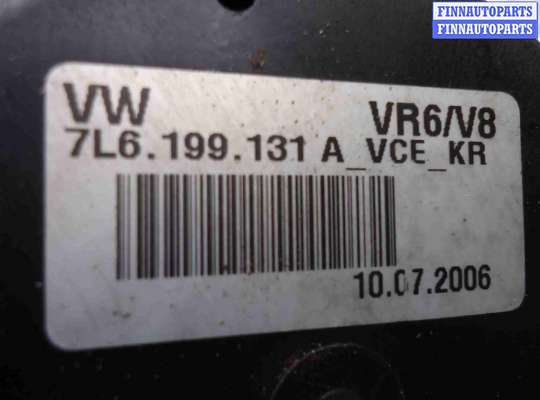 FINNAUTOPARTS
FINNAUTOPARTS
VW VR6/V8
7L6.199.131 A_VCE_KR
10.07.2006